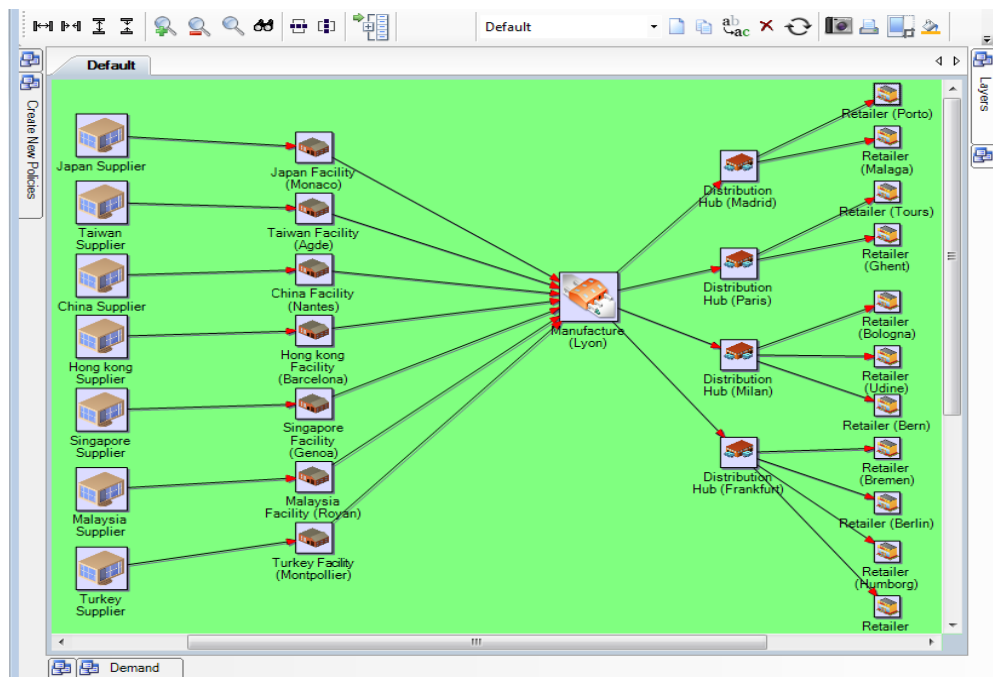 Default
ab
ac
Default
Create New Policies
Layers
Japan Supplier
Taiwan
Supplier
China Supplier
Hong kong
Supplier
Singapore
Supplier
Malaysia
Supplier
Turkey
Supplier
Japan Facility
(Monaco)
Taiwan Facility
(Agde)
China Facility
(Nantes)
Hong kong
Facility
(Barcelona)
Singapore
Facility
(Genoa)
Malaysia
Facility (Royan)
Turkey Facility
(Montpollier)
Manufacture
(Lyon)
Distribution
Hub (Madrid)
Distribution
Hub (Paris)
Distribution
Hub (Milan)
Distribution
Hub (Frankfurt)
Retailer (Porto)
Retailer
(Malaga)
Retailer (Tours)
Retailer
(Ghent)
Retailer
(Bologna)
Retailer
(Udine)
Retailer (Bern)
Retailer
(Bremen)
Retailer (Berlin)
Retailer
(Humborg)
Retailer
Demand